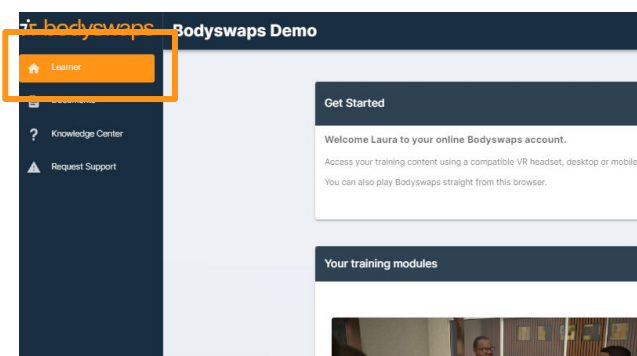 bodyswaps
Bodyswaps Demo
Learner
Documents
Knowledge Center
Request Support
Get Started
Welcome Laura to your online Bodyswaps account.
Access your training content using a compatible VR headset, desktop or mobile
You can also play Bodyswaps straight from this browser.
Your training modules